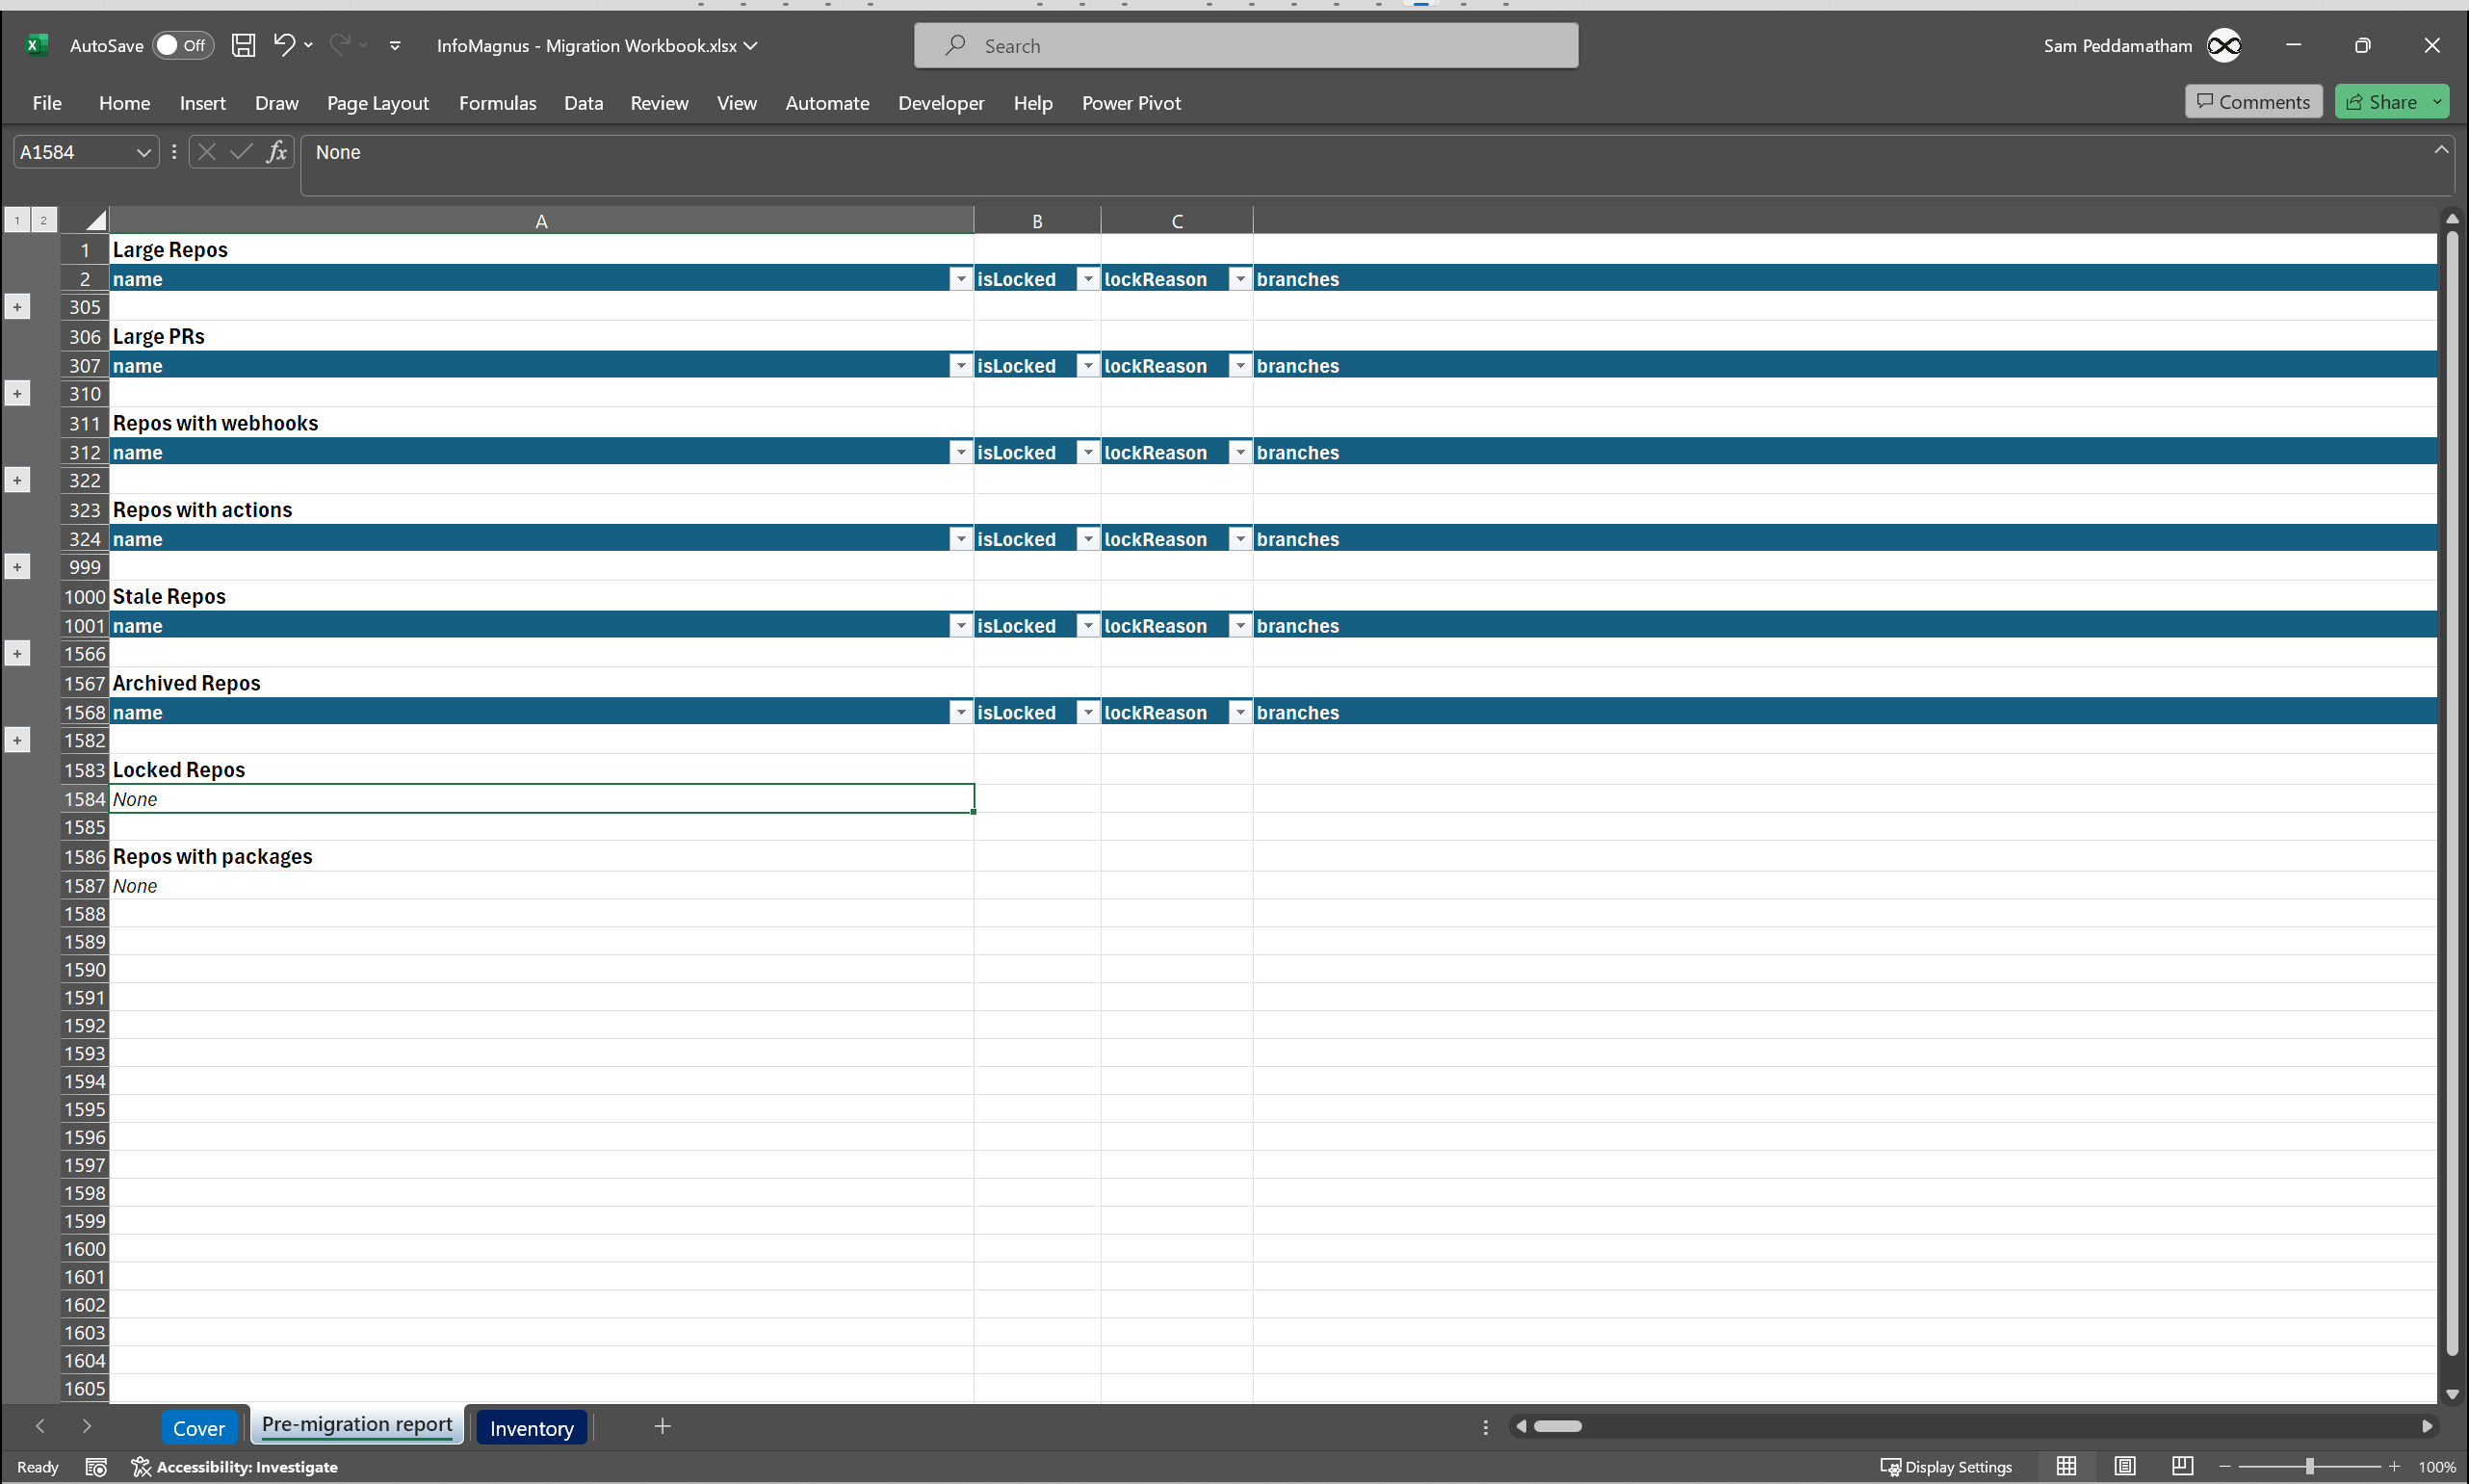 AutoSave Off InfoMagnus - Migration Workbook.xlsx Search Sam Peddamatham
File Home Insert Draw Page Layout Formulas Data Review View Automate Developer Help Power Pivot Comments Share
A1584 fx None
1 2 A B C
1 Large Repos
2 name isLocked lockReason branches
305
306 Large PRs
307 name isLocked lockReason branches
310
311 Repos with webhooks
312 name isLocked lockReason branches
322
323 Repos with actions
324 name isLocked lockReason branches
999
1000 Stale Repos
1001 name isLocked lockReason branches
1566
1567 Archived Repos
1568 name isLocked lockReason branches
1582
1583 Locked Repos
1584 None
1585
1586 Repos with packages
1587 None
1588
1589
1590
1591
1592
1593
1594
1595
1596
1597
1598
1599
1600
1601
1602
1603
1604
1605
Cover Pre-migration report Inventory
Ready Accessibility: Investigate Display Settings 100%